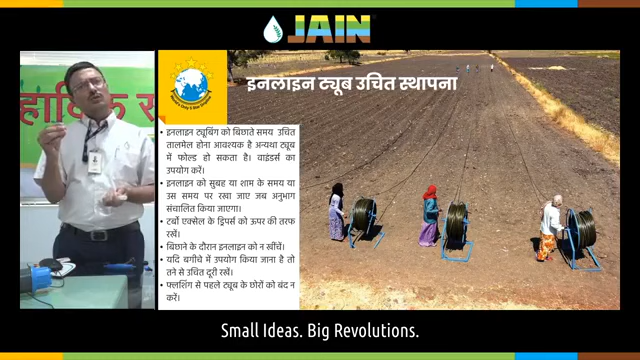 JAIN
इनलाइन ट्यूब उचित स्थापना
हार्दिक स
• इनलाइन ट्यूबिंग को बिछाते समय उचित
तालमेल होना आवश्यक है अन्यथा ट्यूब
में फोल्ड हो सकता है। वाइंडर्स का
उपयोग करें।
• इनलाइन को सुबह या शाम के समय या
उस समय पर रखा जाए जब अनुभाग
संचालित किया जाएगा।
• टर्बो एक्सेल के ड्रिपर्स को ऊपर की तरफ
रखें।
• बिछाने के दौरान इनलाइन को न खींचें।
• यदि बगीचे में उपयोग किया जाना है तो
तने से उचित दूरी रखें।
• फ्लशिंग से पहले ट्यूब के छोरों को बंद न
करें।
Small Ideas. Big Revolutions.